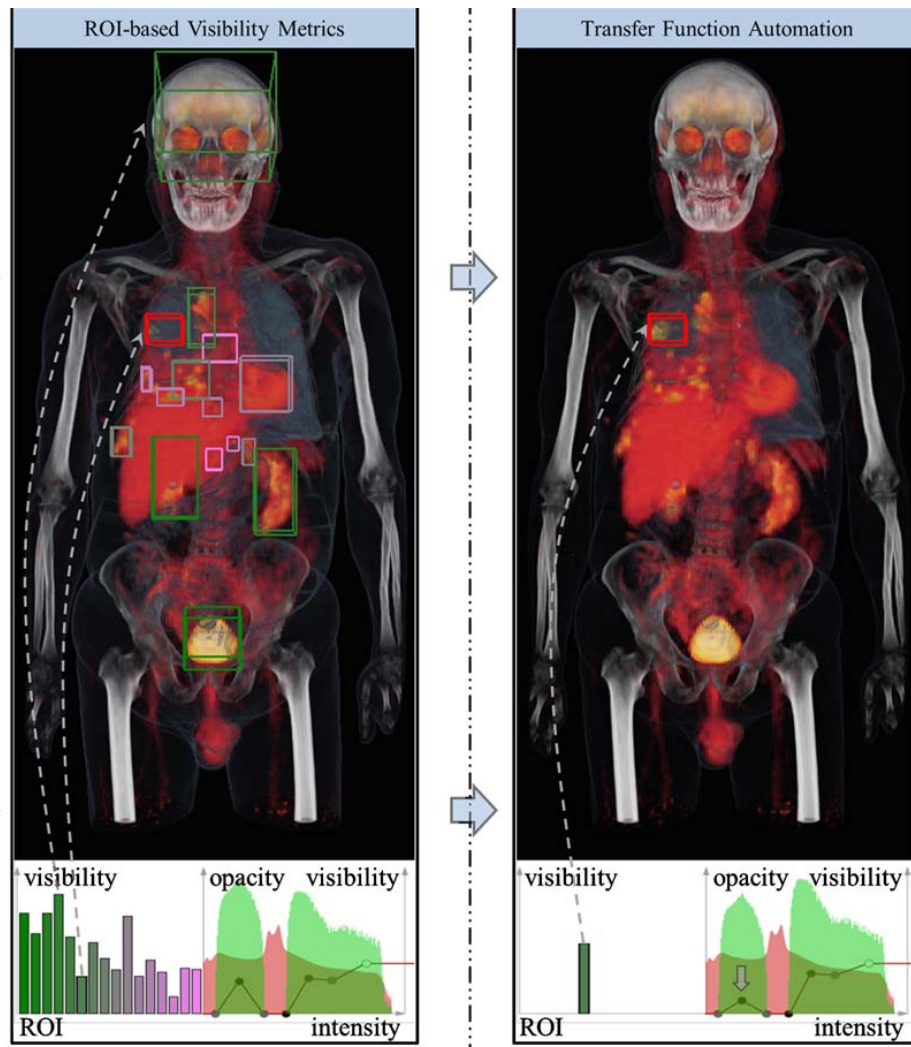 ROI-based Visibility Metrics
visibility
opacity
visibility
ROI
intensity
Transfer Function Automation
visibility
opacity
visibility
ROI
intensity